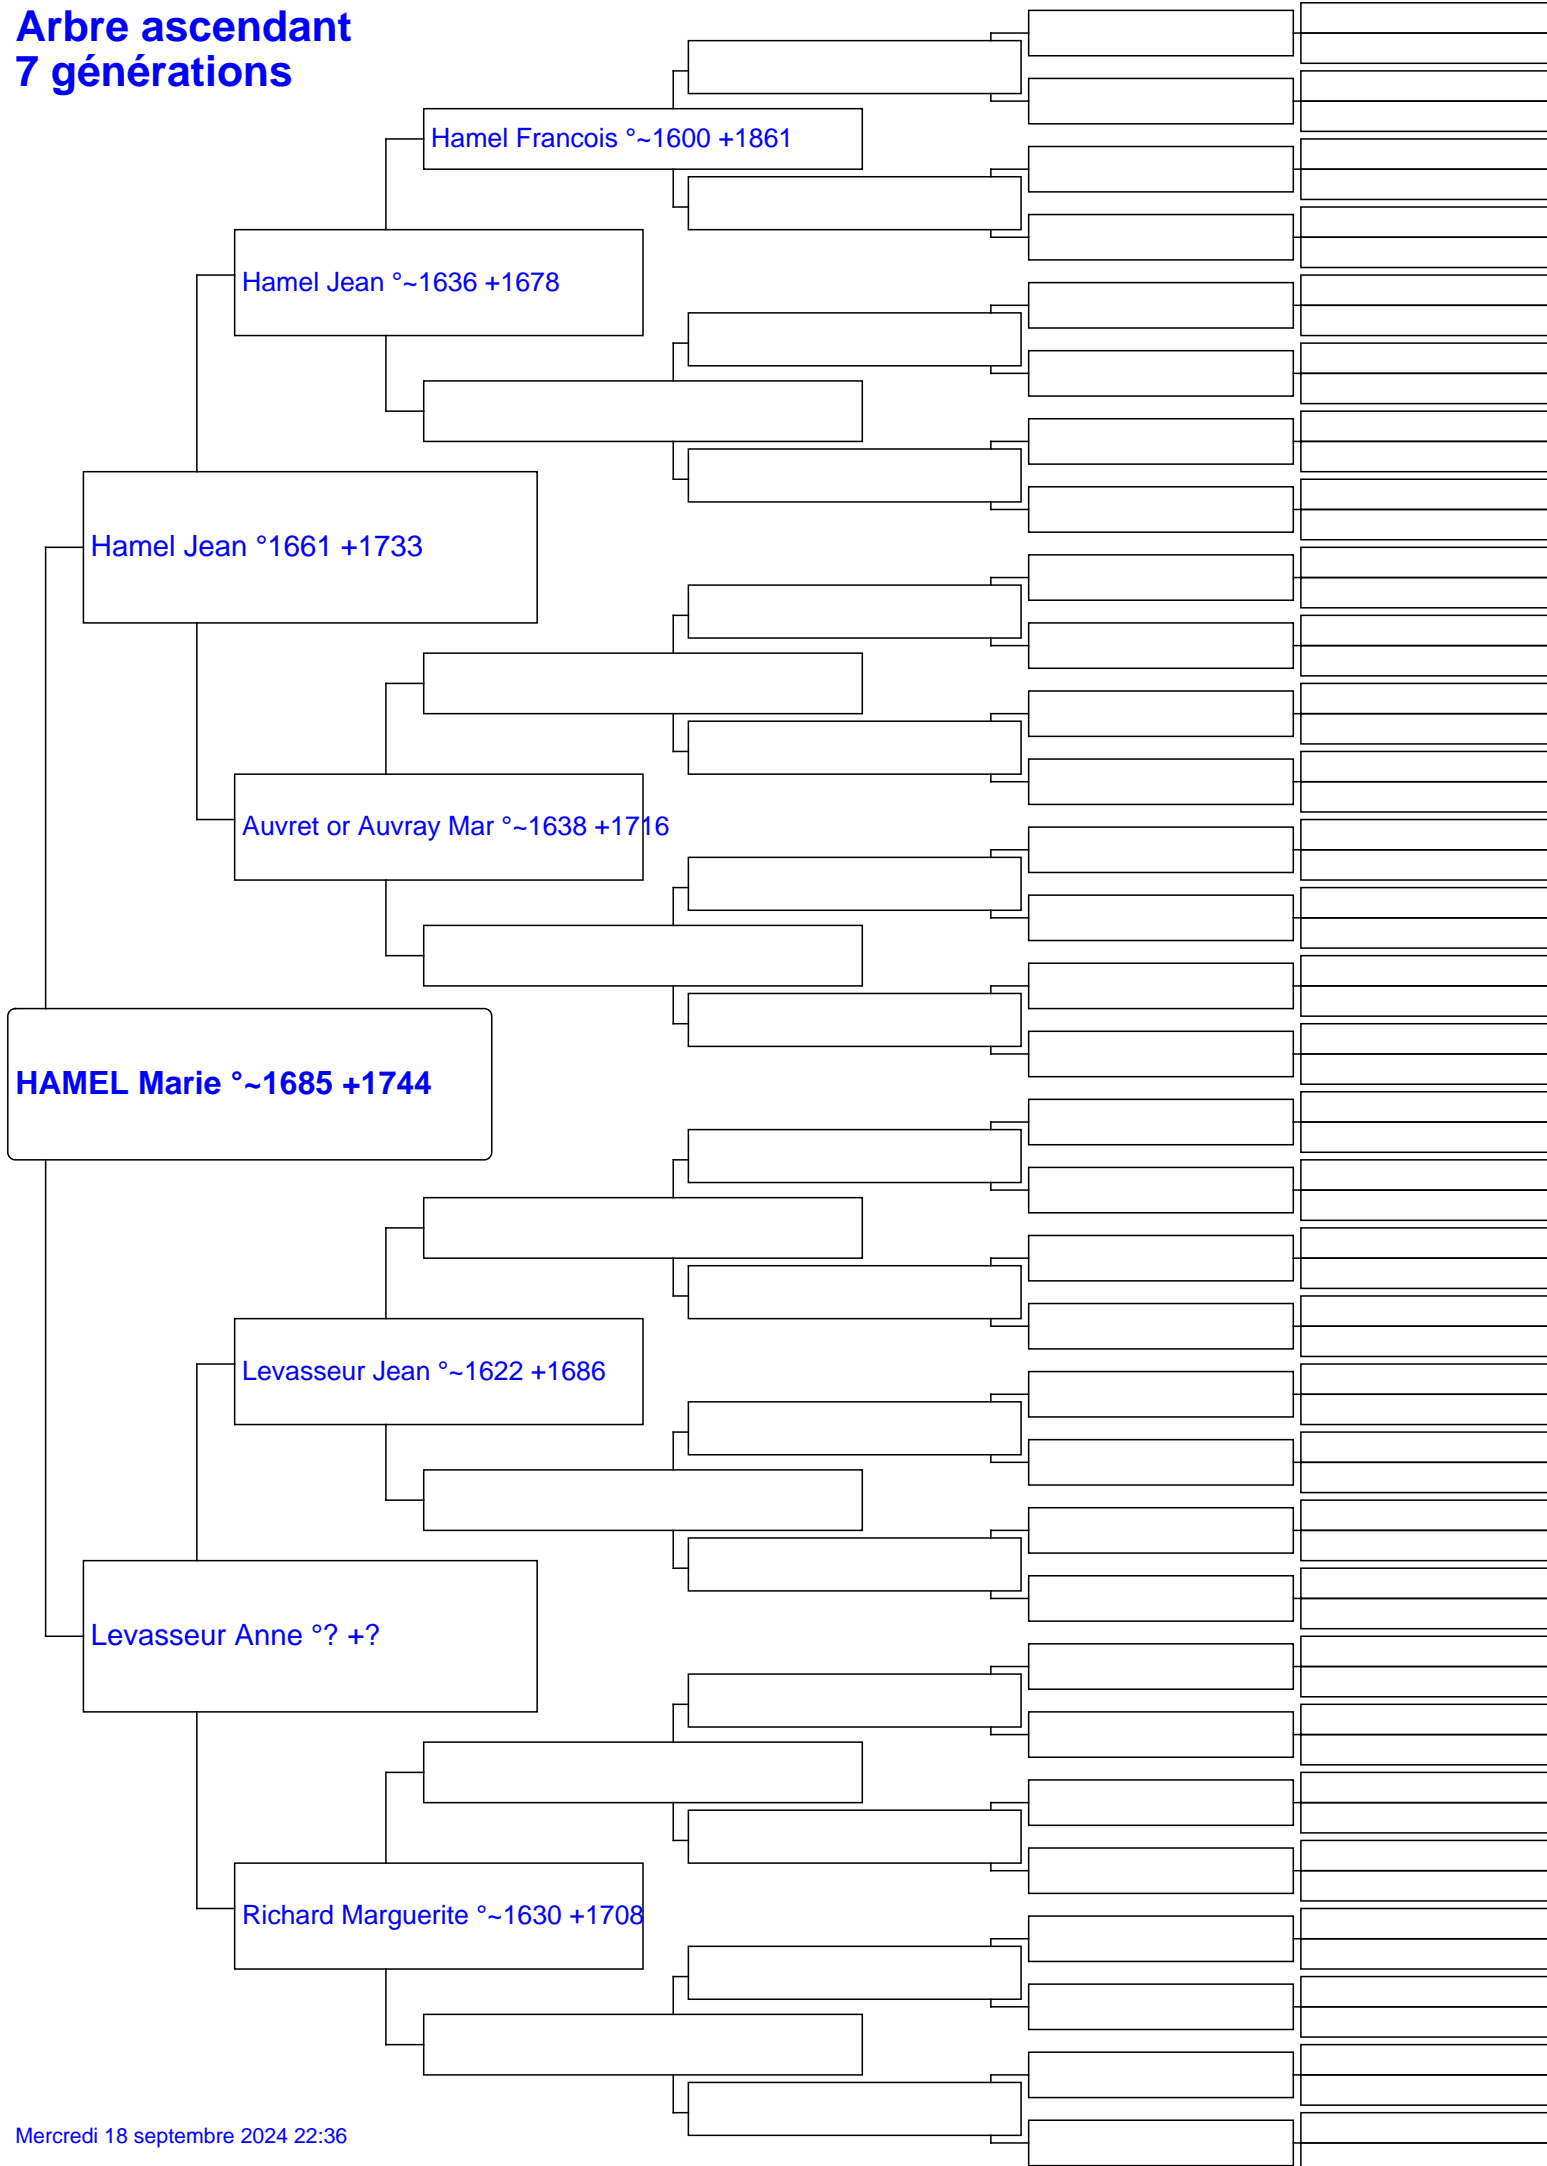 Arbre ascendant
7 générations
Hamel Francois °~1600 +1861
Hamel Jean °~1636 +1678
Hamel Jean °1661 +1733
Auvret or Auvray Mar °~1638 +1716
HAMEL Marie °~1685 +1744
Levasseur Jean °~1622 +1686
Levasseur Anne °? +?
Richard Marguerite °~1630 +1708
Mercredi 18 septembre 2024 22:36